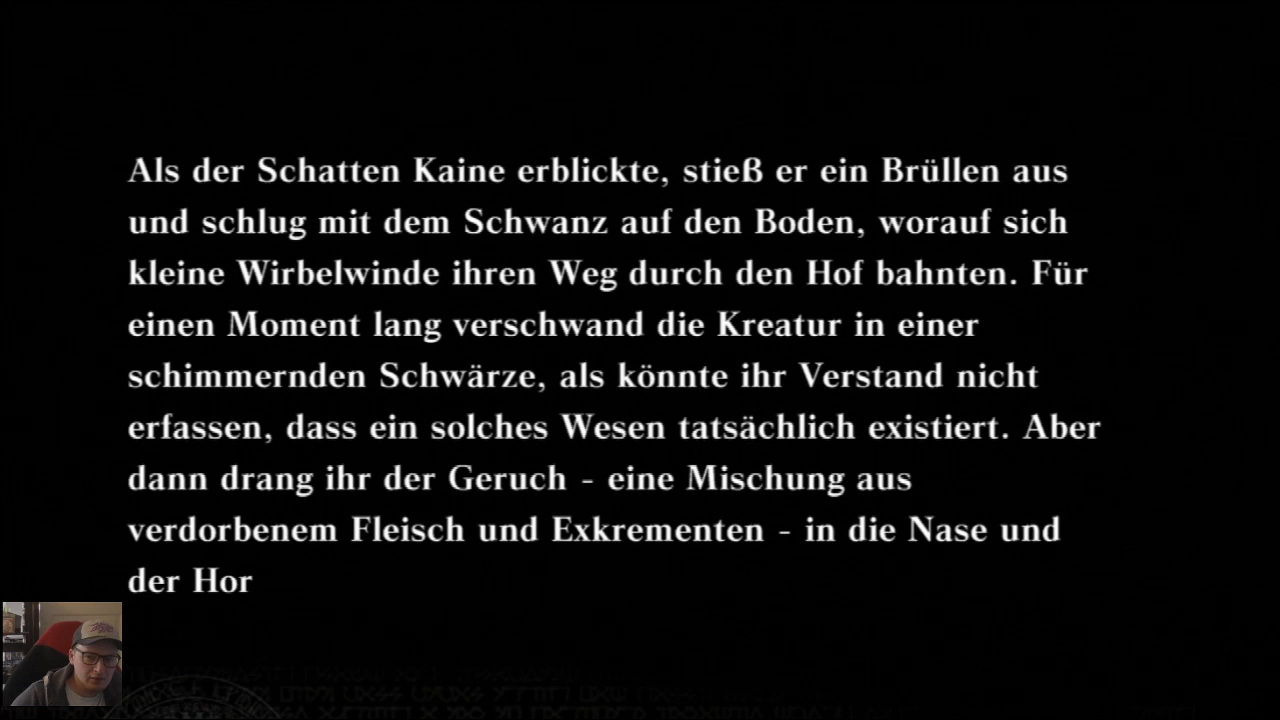 Als der Schatten Kaine erblickte, stieß er ein Brüllen aus
und schlug mit dem Schwanz auf den Boden, worauf sich
kleine Wirbelwinde ihren Weg durch den Hof bahnten. Für
einen Moment lang verschwand die Kreatur in einer
schimmernden Schwärze, als könnte ihr Verstand nicht
erfassen, dass ein solches Wesen tatsächlich existiert. Aber
dann drang ihr der Geruch - eine Mischung aus
verdorbenem Fleisch und Exkrementen - in die Nase und
der Hor